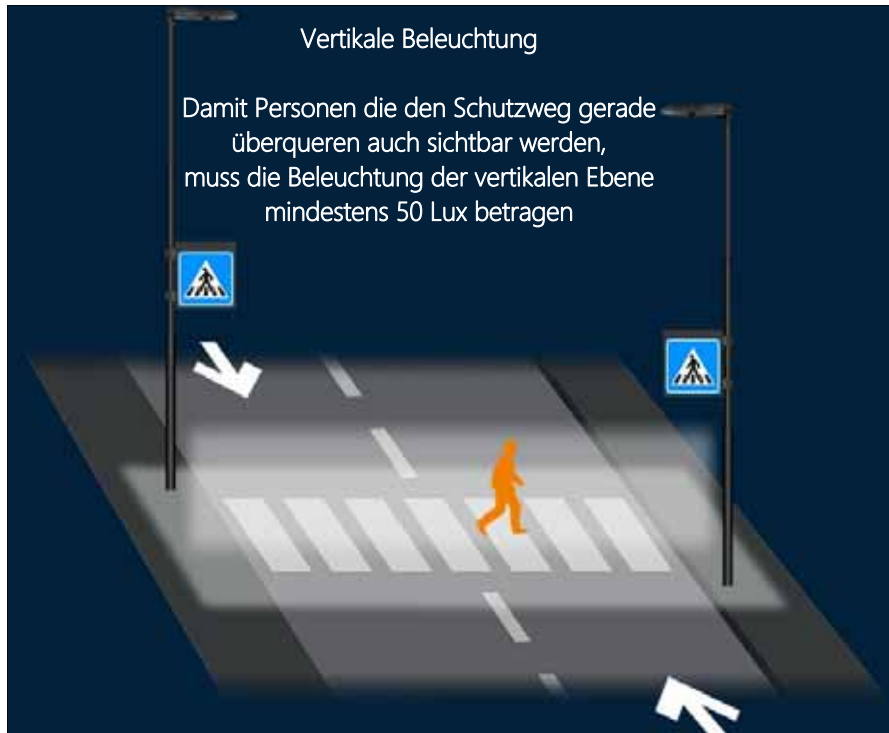 Vertikale Beleuchtung
Damit Personen die den Schutzweg gerade
überqueren auch sichtbar werden,
muss die Beleuchtung der vertikalen Ebene
mindestens 50 Lux betragen